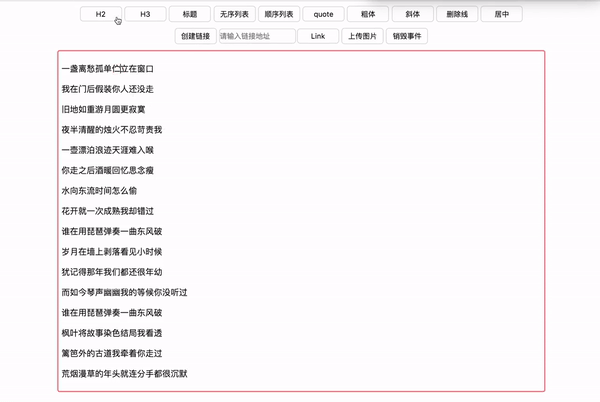 H2 H3 标题 无序列表 顺序列表 quote 粗体 斜体 删除线 居中
创建链接 请输入链接地址 Link 上传图片 销毁事件
一盏离愁孤单伫立在窗口
我在门后假装你人还没走
旧地如重游月圆更寂寞
夜半清醒的烛火不忍苛责我
一壶漂泊浪迹天涯难入喉
你走之后酒暖回忆思念瘦
水向东流时间怎么偷
花开就一次成熟我却错过
谁在用琵琶弹奏一曲东风破
岁月在墙上剥落看见小时候
犹记得那年我们都还很年幼
而如今琴声幽幽我的等候你没听过
谁在用琵琶弹奏一曲东风破
枫叶将故事染色结局我看透
篱笆外的古道我牵着你走过
荒烟漫草的年头就连分手都很沉默